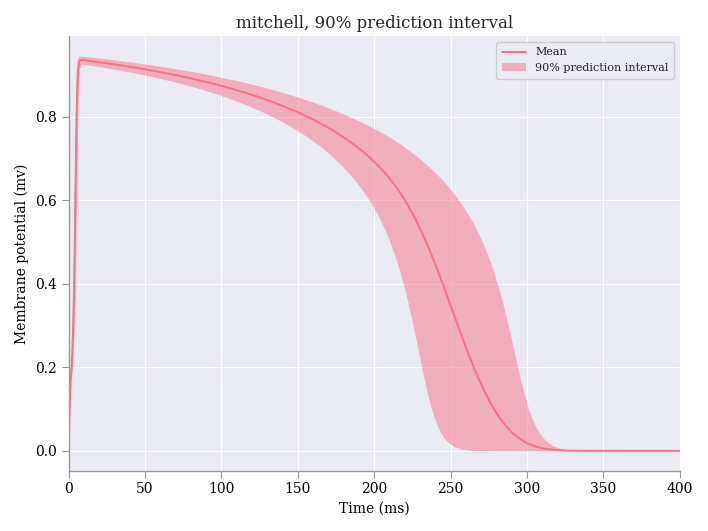 mitchell, 90% prediction interval
Mean
90% prediction interval
Membrane potential (mv)
0.8
0.6
0.4
0.2
0.0
0 50 100 150 200 250 300 350 400
Time (ms)